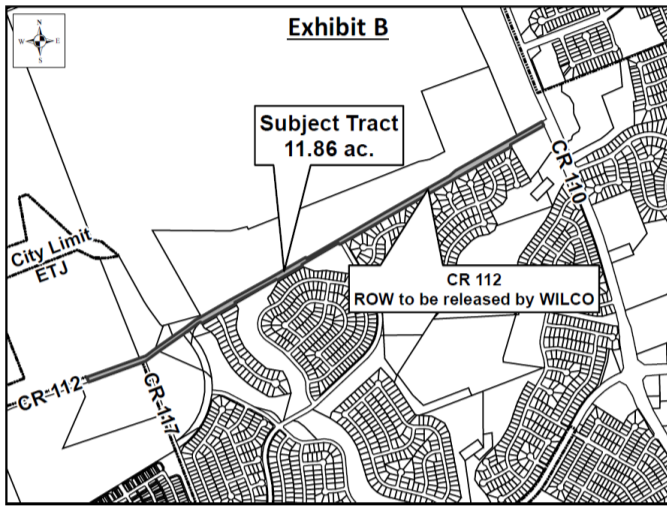 Exhibit B
N
W E
S
Subject Tract
11.86 ac.
CR 110
City Limit
ETJ
CR 112
ROW to be released by WILCO
CR 112
CR 117